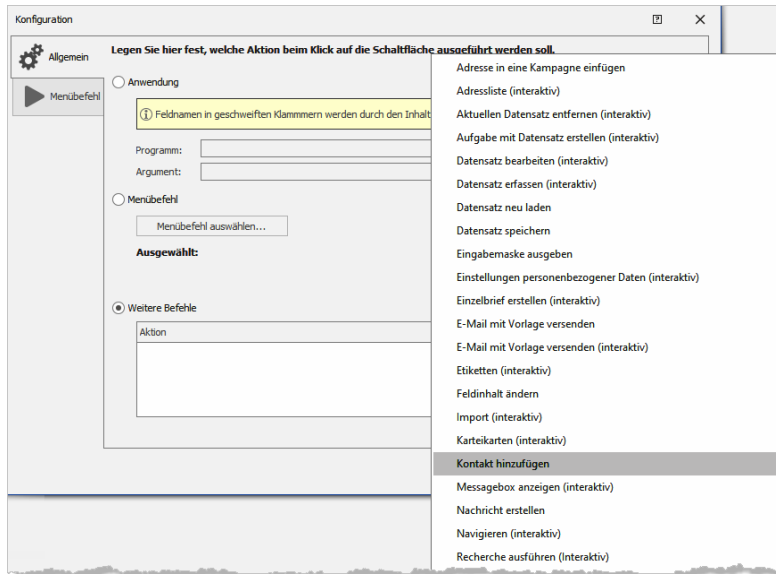 Konfiguration
Allgemein
Menübefehl
Legen Sie hier fest, welche Aktion beim Klick auf die Schaltfläche ausgeführt werden soll.
Anwendung
Feldnamen in geschweiften Klammmern werden durch den Inhalt
Programm:
Argument:
Menübefehl
Menübefehl auswählen...
Ausgewählt:
Weitere Befehle
Aktion
Adresse in eine Kampagne einfügen
Adressliste (interaktiv)
Aktuellen Datensatz entfernen (interaktiv)
Aufgabe mit Datensatz erstellen (interaktiv)
Datensatz bearbeiten (interaktiv)
Datensatz erfassen (interaktiv)
Datensatz neu laden
Datensatz speichern
Eingabemaske ausgeben
Einstellungen personenbezogener Daten (interaktiv)
Einzelbrief erstellen (interaktiv)
E-Mail mit Vorlage versenden
E-Mail mit Vorlage versenden (interaktiv)
Etiketten (interaktiv)
Feldinhalt ändern
Import (interaktiv)
Karteikarten (interaktiv)
Kontakt hinzufügen
Messagebox anzeigen (interaktiv)
Nachricht erstellen
Navigieren (interaktiv)
Recherche ausführen (Interaktiv)